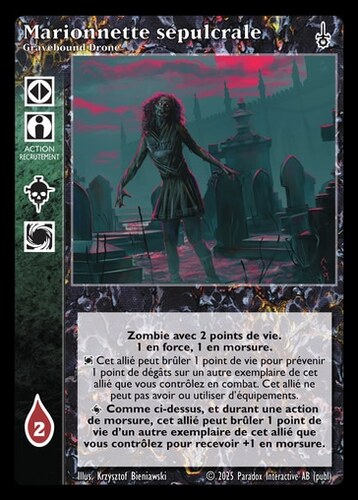 Marionnette sépulcrale
Gravebound Drone
ACTION
RECRUTEMENT
Zombie avec 2 points de vie.
1 en force, 1 en morsure.
Cet allié peut brûler 1 point de vie pour prévenir
1 point de dégâts sur un autre exemplaire de cet
allié que vous contrôlez en combat. Cet allié ne
peut pas avoir ou utiliser d'équipements.
Comme ci-dessus, et durant une action
de morsure, cet allié peut brûler 1 point de
vie d'un autre exemplaire de cet allié que
vous contrôlez pour recevoir +1 en morsure.
2
Illus. Krzysztof Bieniawski © 2025 Paradox Interactive AB (publ)